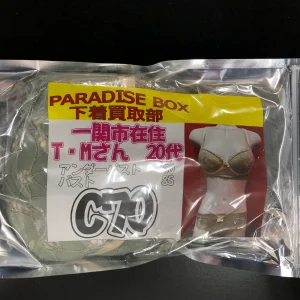 PARADISE BOX
下着買取部
一関市在住
T・Mさん 20代
アンダーバスト
バスト 85
C70